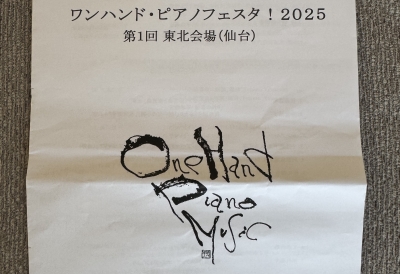 ワンハンド・ピアノフェスタ！2025
第1回 東北会場(仙台)
One Hand
Piano
Music